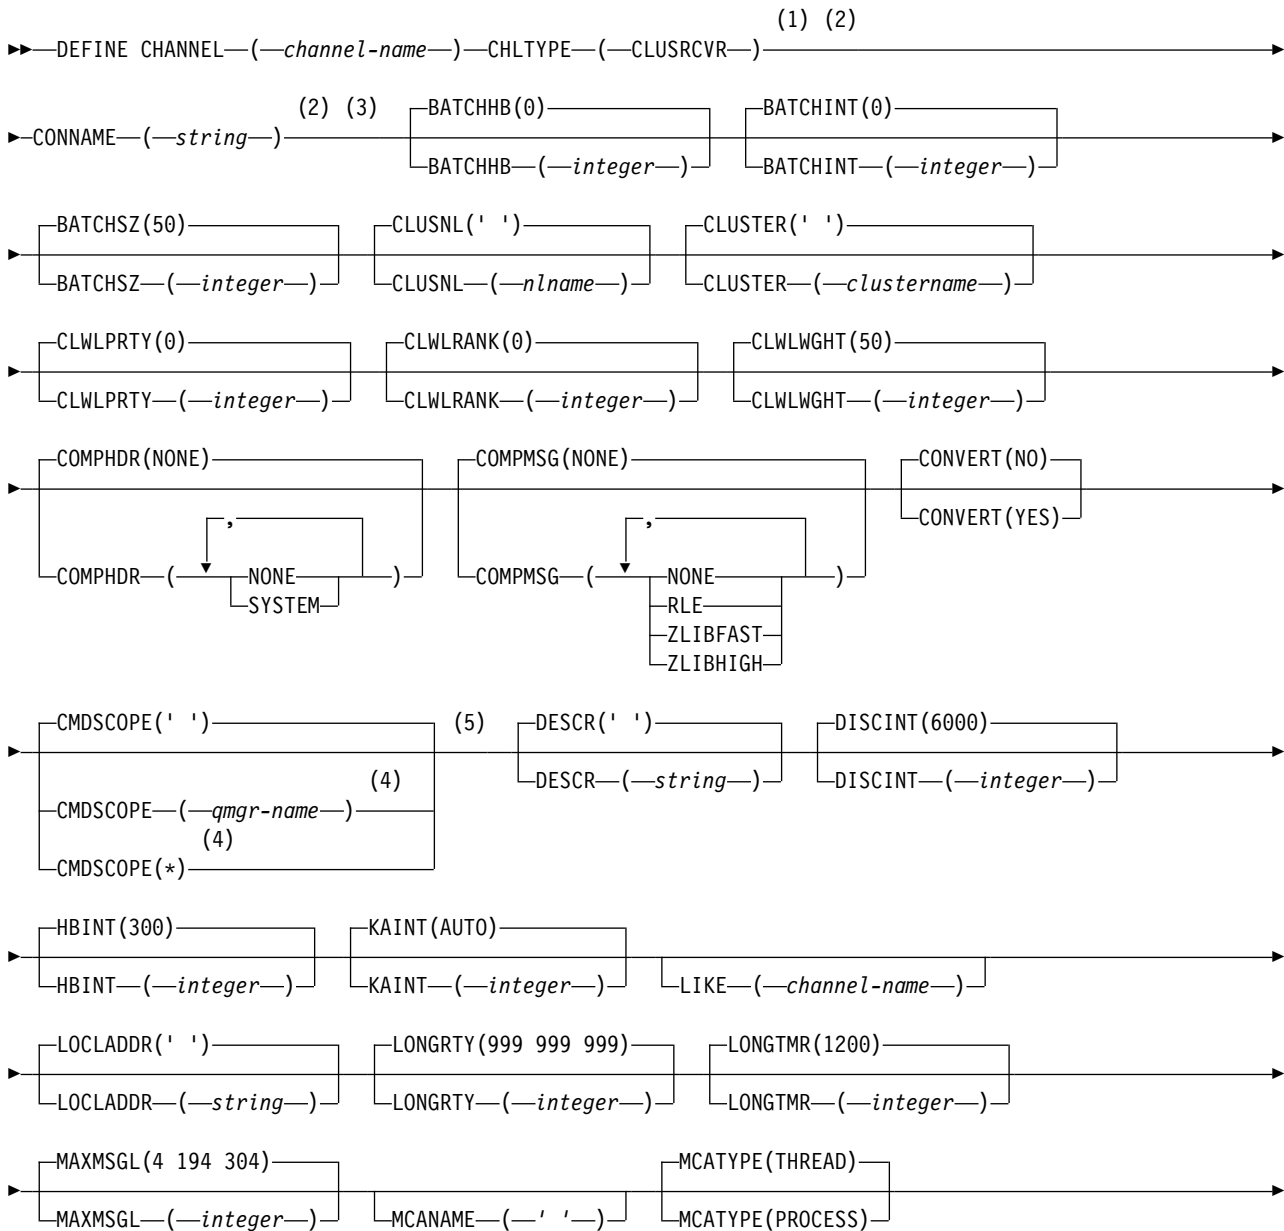 (1) (2)
DEFINE CHANNEL ( channel-name ) CHLTYPE ( CLUSRCVR )
(2) (3) BATCHHB(0) BATCHINT(0)
CONNAME ( string )
BATCHHB ( integer ) BATCHINT ( integer )
BATCHSZ(50) CLUSNL(' ') CLUSTER(' ')
BATCHSZ ( integer ) CLUSNL ( nlname ) CLUSTER ( clustername )
CLWLPRTY(0) CLWLRANK(0) CLWLWGHT(50)
CLWLPRTY ( integer ) CLWLRANK ( integer ) CLWLWGHT ( integer )
COMPHDR(NONE) COMPMSG(NONE) CONVERT(NO)
CONVERT(YES)
, ,
COMPHDR ( NONE ) COMPMSG ( NONE )
SYSTEM RLE
ZLIBFAST
ZLIBHIGH
CMDSCOPE(' ') (5) DESCR(' ') DISCINT(6000)
DESCR ( string ) DISCINT ( integer )
(4)
CMDSCOPE ( qmgr-name )
(4)
CMDSCOPE(*)
HBINT(300) KAINT(AUTO)
HBINT ( integer ) KAINT ( integer ) LIKE ( channel-name )
LOCLADDR(' ') LONGRTY(999 999 999) LONGTMR(1200)
LOCLADDR ( string ) LONGRTY ( integer ) LONGTMR ( integer )
MAXMSGL(4 194 304) MCATYPE(THREAD)
MAXMSGL ( integer ) MCANAME ( ' ' ) MCATYPE(PROCESS)